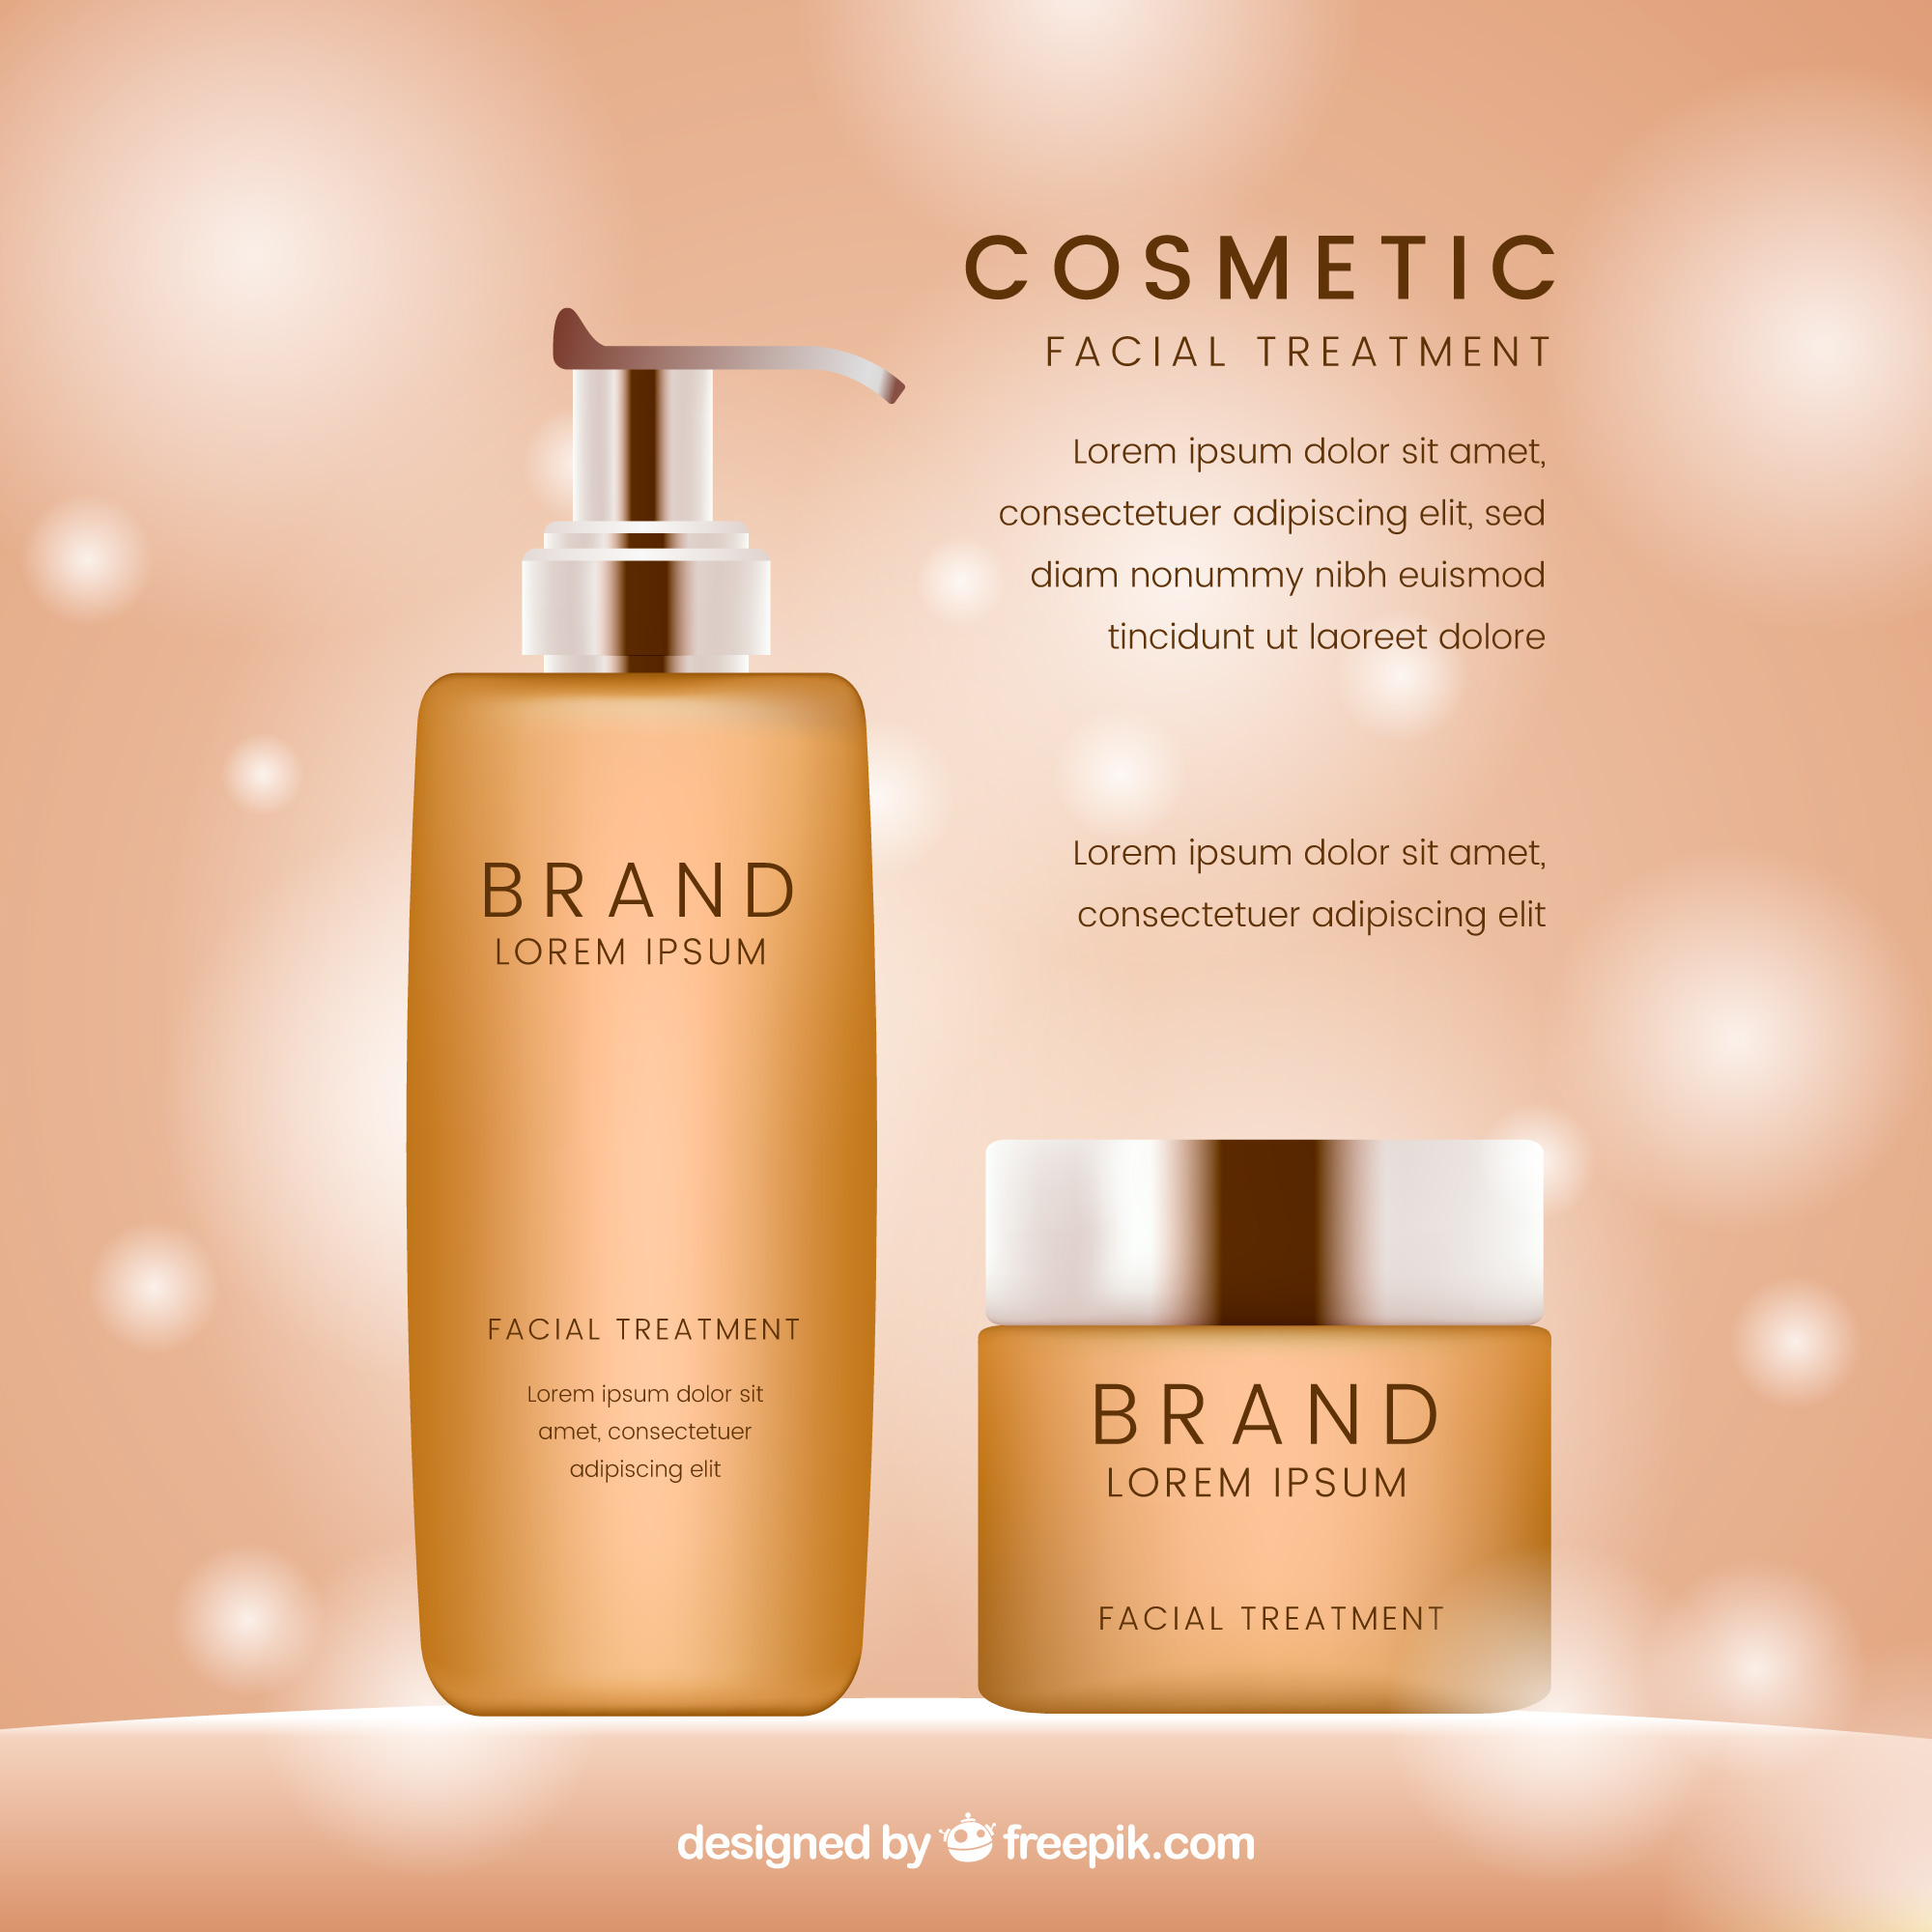 COSMETIC
FACIAL TREATMENT
Lorem ipsum dolor sit amet,
consectetuer adipiscing elit, sed
diam nonummy nibh euismod
tincidunt ut laoreet dolore
Lorem ipsum dolor sit amet,
consectetuer adipiscing elit
BRAND
LOREM IPSUM
FACIAL TREATMENT
Lorem ipsum dolor sit
amet, consectetuer
adipiscing elit
BRAND
LOREM IPSUM
FACIAL TREATMENT
designed by freepik.com